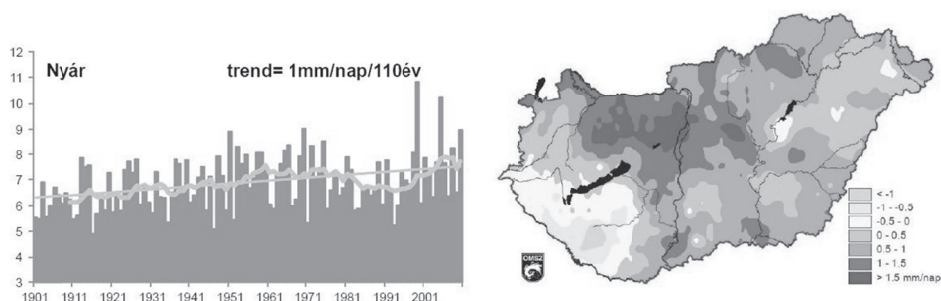 Nyár
trend= 1mm/nap/110év
12
11
10
9
8
7
6
5
4
3
1901 1911 1921 1931 1941 1951 1961 1971 1981 1991 2001
OMSZ
< -1
-1 - -0.5
-0.5 - 0
0 - 0.5
0.5 - 1
1 - 1.5
> 1.5 mm/nap